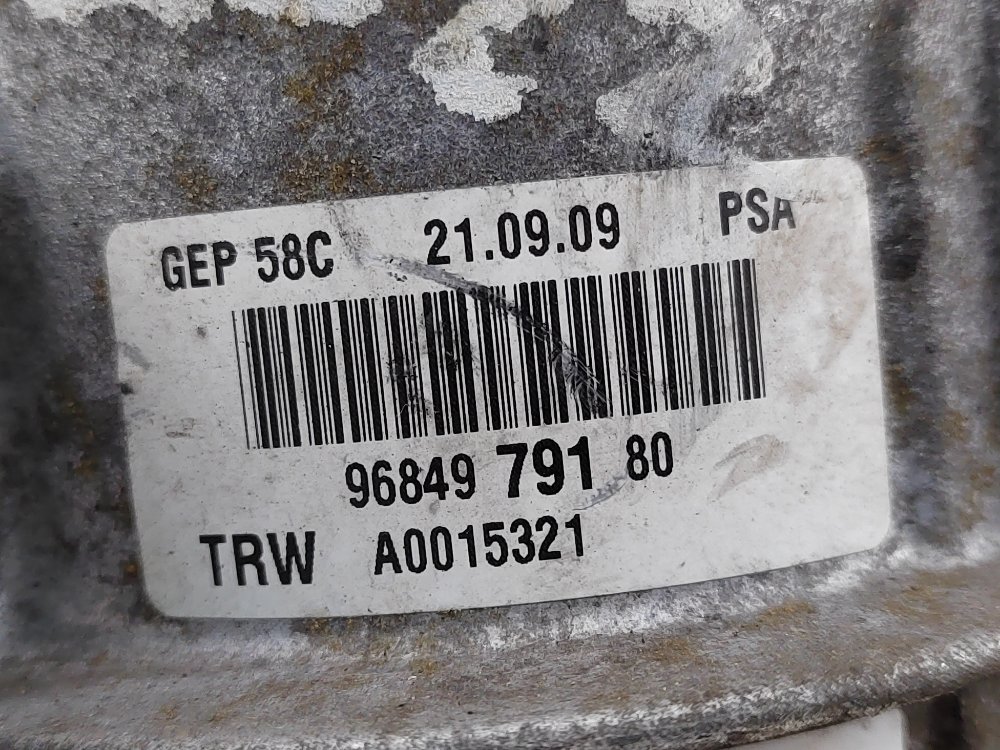 GEP 58C 21.09.09 PSA
96849 791 80
TRW A0015321